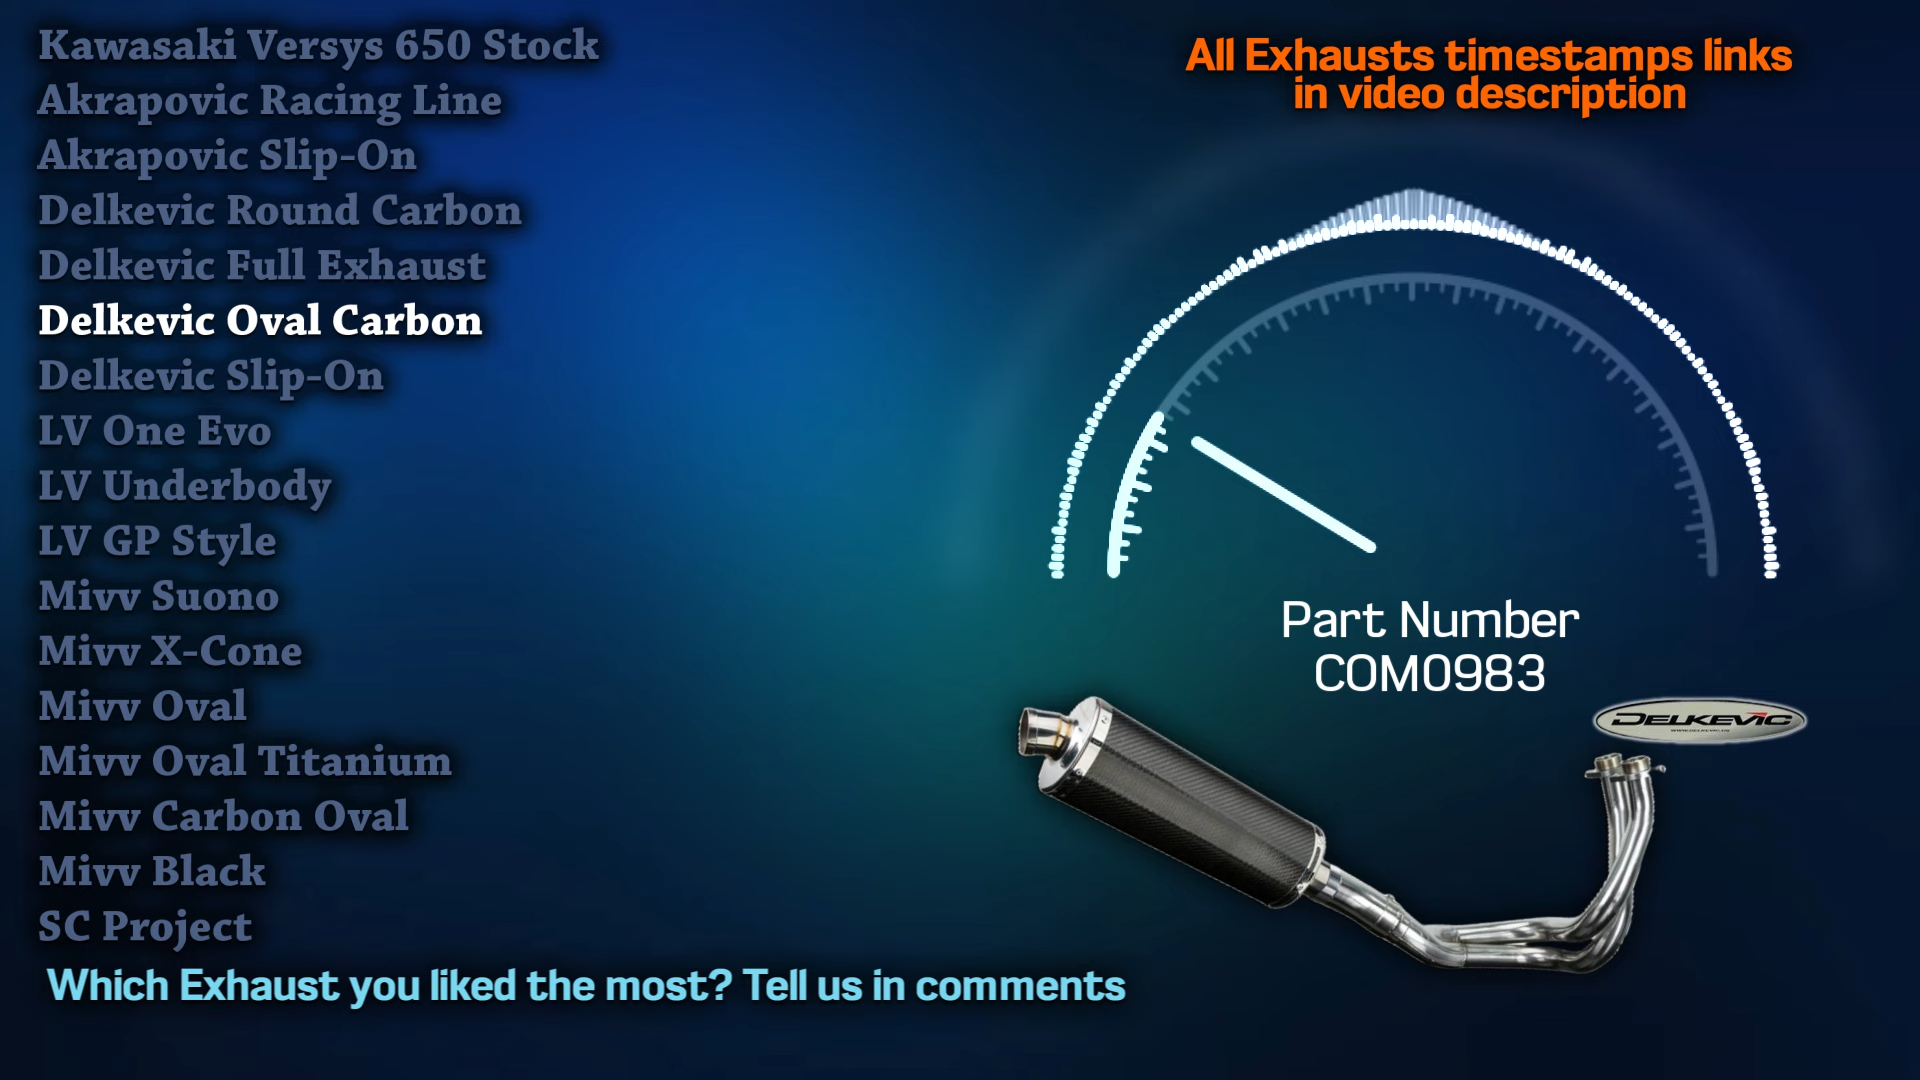 Kawasaki Versys 650 Stock
Akrapovic Racing Line
Akrapovic Slip-On
Delkevic Round Carbon
Delkevic Full Exhaust
Delkevic Oval Carbon
Delkevic Slip-On
LV One Evo
LV Underbody
LV GP Style
Mivv Suono
Mivv X-Cone
Mivv Oval
Mivv Oval Titanium
Mivv Carbon Oval
Mivv Black
SC Project
Which Exhaust you liked the most? Tell us in comments
All Exhausts timestamps links
in video description
Part Number
COM0983
DELKEVIC